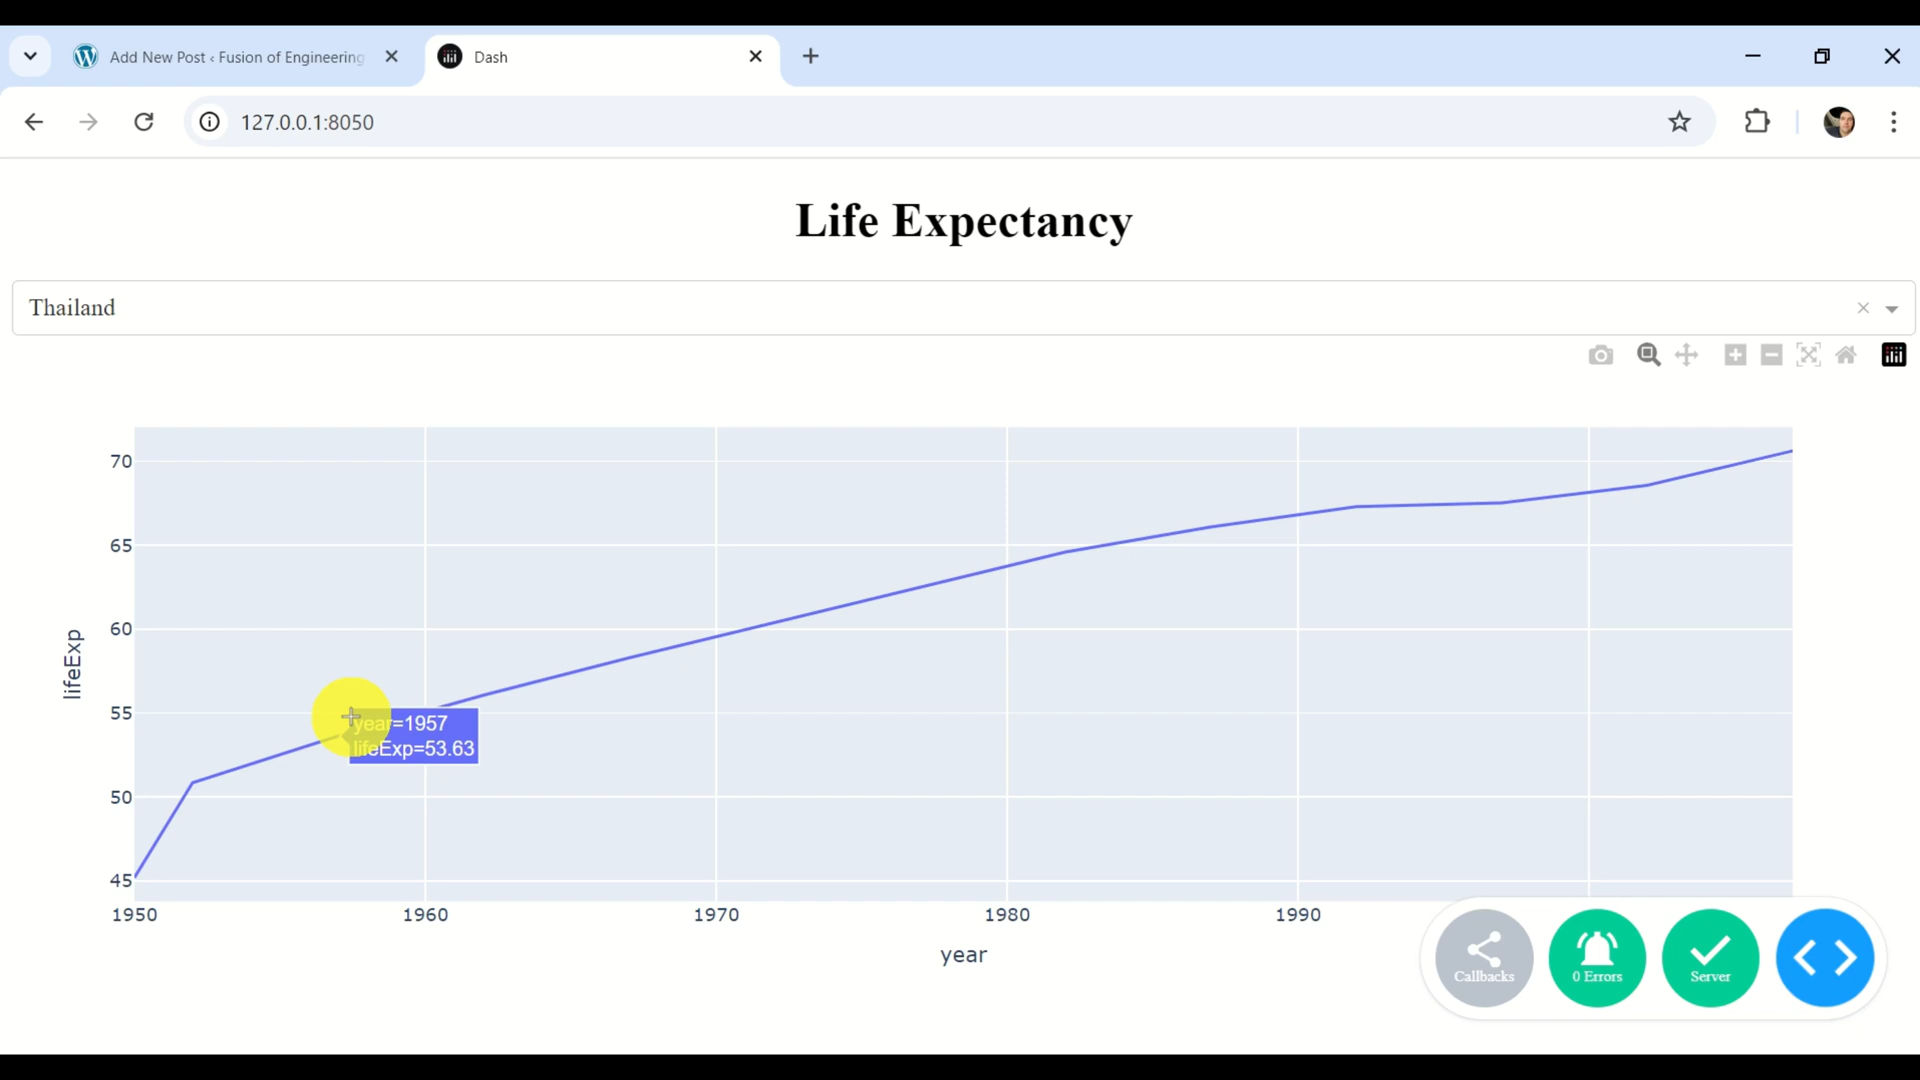 Add New Post ‹ Fusion of Engineering
Dash
127.0.0.1:8050
Life Expectancy
Thailand
70
65
60
55
50
45
lifeExp
year=1957
lifeExp=53.63
1950
1960
1970
1980
1990
year
Callbacks
0 Errors
Server